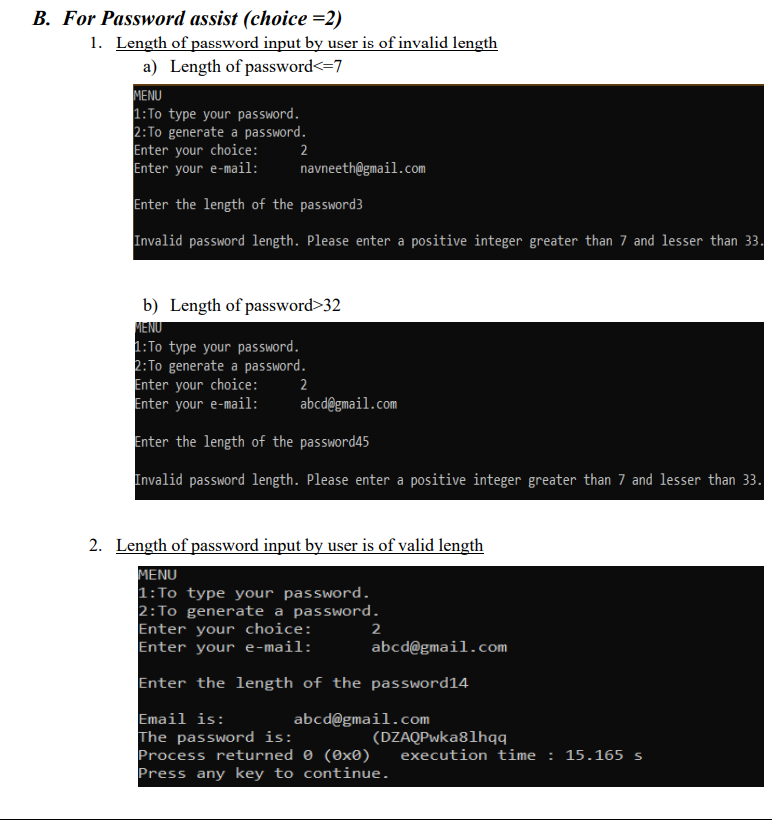 B. For Password assist (choice =2)
1. Length of password input by user is of invalid length
a) Length of password<=7
MENU
1:To type your password.
2:To generate a password.
Enter your choice: 2
Enter your e-mail: navneeth@gmail.com
Enter the length of the password3
Invalid password length. Please enter a positive integer greater than 7 and lesser than 33.
b) Length of password>32
MENU
1:To type your password.
2:To generate a password.
Enter your choice: 2
Enter your e-mail: abcd@gmail.com
Enter the length of the password45
Invalid password length. Please enter a positive integer greater than 7 and lesser than 33.
2. Length of password input by user is of valid length
MENU
1:To type your password.
2:To generate a password.
Enter your choice: 2
Enter your e-mail: abcd@gmail.com
Enter the length of the password14
Email is: abcd@gmail.com
The password is: (DZAQPwka8lhqq
Process returned 0 (0x0) execution time : 15.165 s
Press any key to continue.